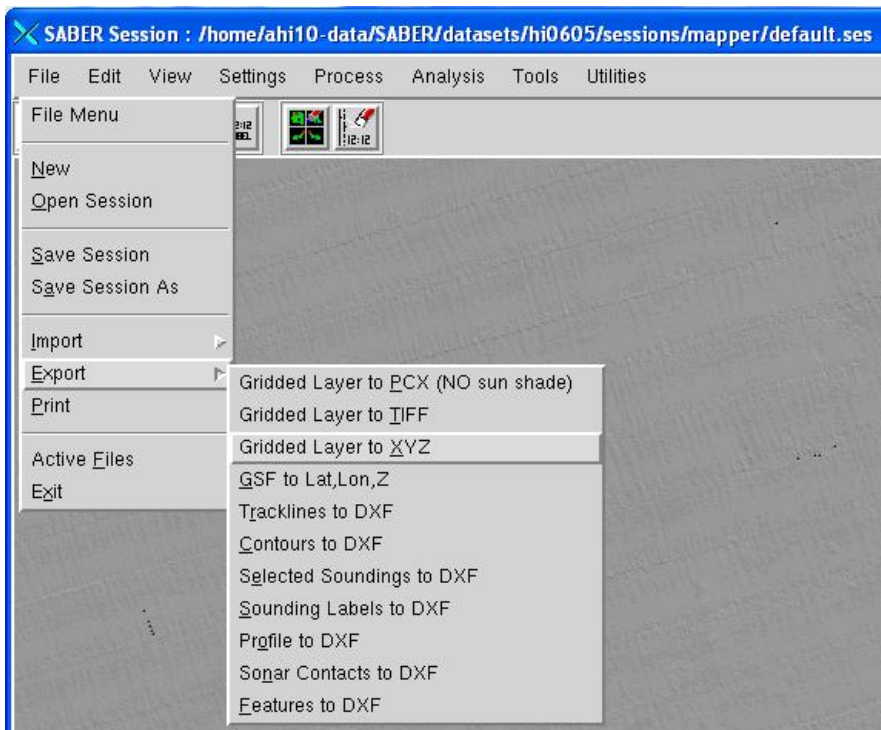 SABER Session : /home/ahi10-data/SABER/datasets/hi0605/sessions/mapper/default.ses
File Edit View Settings Process Analysis Tools Utilities
File Menu
12:12
New
Open Session
Save Session
Save Session As
Import
Export
Print
Active Files
Exit
Gridded Layer to PCX (NO sun shade)
Gridded Layer to TIFF
Gridded Layer to XYZ
GSF to Lat,Lon,Z
Tracklines to DXF
Contours to DXF
Selected Soundings to DXF
Sounding Labels to DXF
Profile to DXF
Sonar Contacts to DXF
Features to DXF